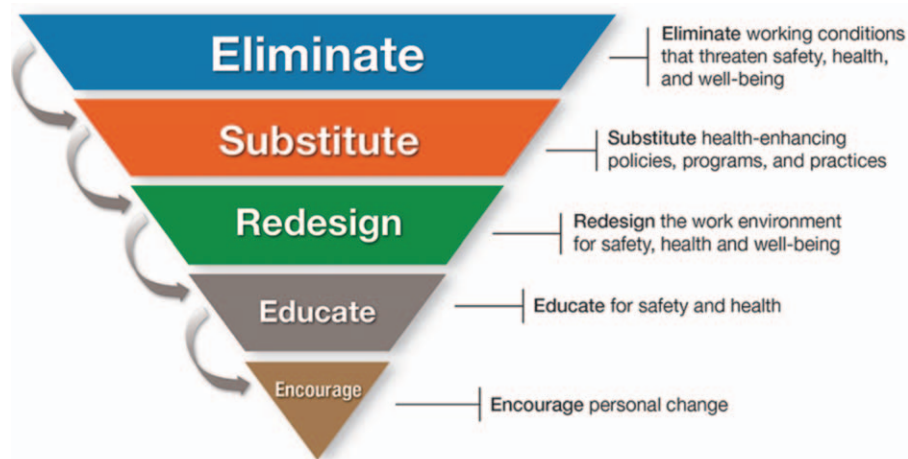 Eliminate
Eliminate working conditions
that threaten safety, health,
and well-being
Substitute
Substitute health-enhancing
policies, programs, and practices
Redesign
Redesign the work environment
for safety, health and well-being
Educate
Educate for safety and health
Encourage
Encourage personal change